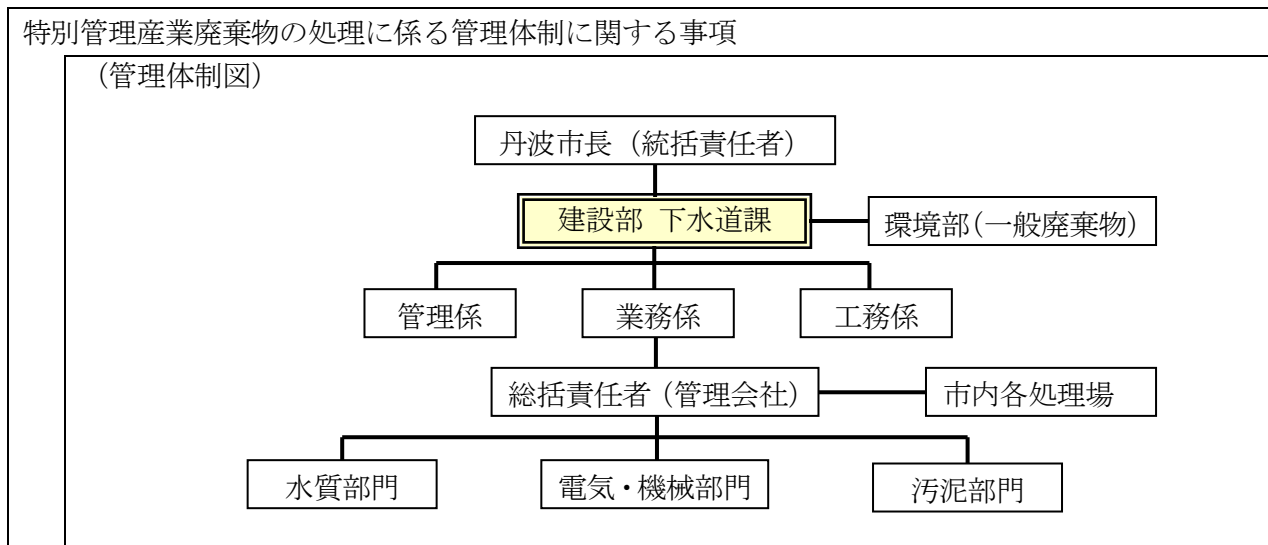 特別管理産業廃棄物の処理に係る管理体制に関する事項
(管理体制図)
丹波市長（統括責任者）
建設部 下水道課
環境部(一般廃棄物)
管理係
業務係
工務係
総括責任者（管理会社）
市内各処理場
水質部門
電気・機械部門
汚泥部門